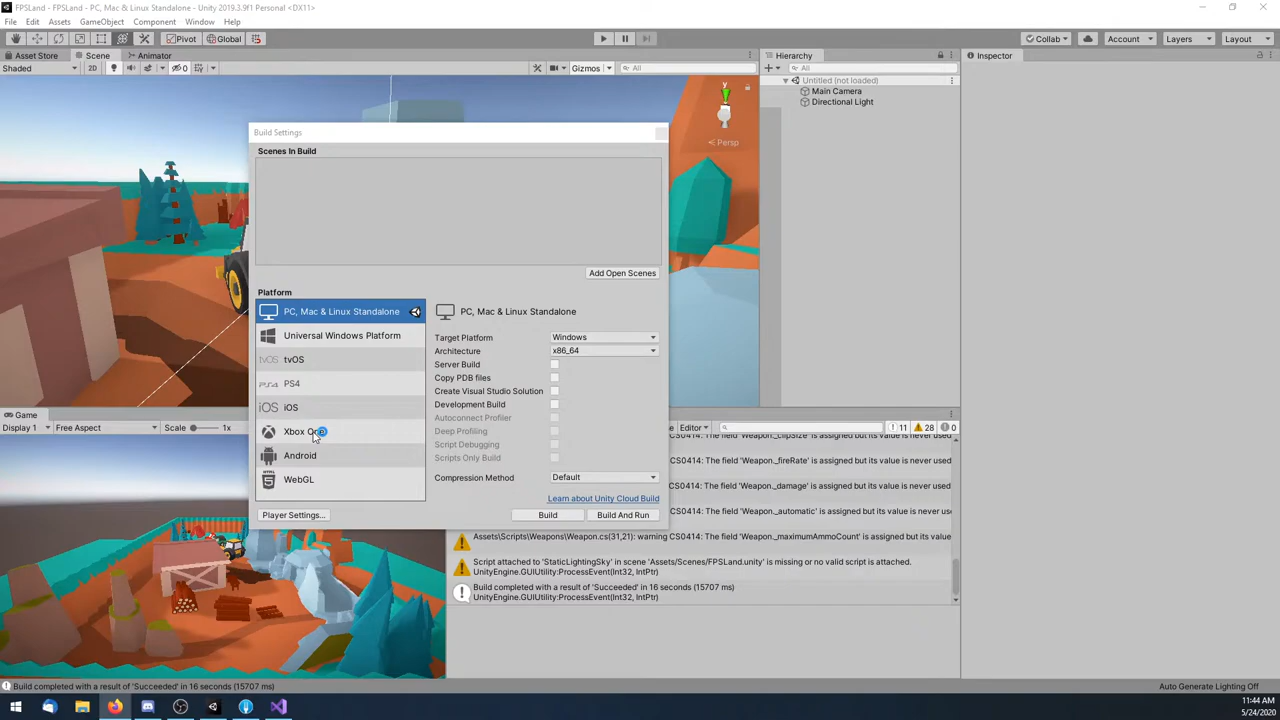 FPSLand - FPSLand - PC, Mac & Linux Standalone - Unity 2019.3.9f1 Personal <DX11>
File Edit Assets GameObject Component Window Help
Pivot Global Collab Account Layers Layout
Asset Store Scene Animator Hierarchy Inspector
Shaded 2D 0 Gizmos All All
Untitled (not loaded)
Main Camera
Directional Light
y
Persp
Build Settings
Scenes In Build
Add Open Scenes
Platform
PC, Mac & Linux Standalone
Universal Windows Platform
tvOS tvOS
PS4
iOS iOS
Xbox O
Android
WebGL
PC, Mac & Linux Standalone
Target Platform Windows
Architecture x86_64
Server Build
Copy PDB files
Create Visual Studio Solution
Development Build
Autoconnect Profiler
Deep Profiling
Script Debugging
Scripts Only Build
Compression Method Default
Learn about Unity Cloud Build
Player Settings... Build Build And Run
Game
Display 1 Free Aspect Scale 1x
Editor 11 28 0
CS0414: The field 'Weapon._clipSize' is assigned but its value is never used
CS0414: The field 'Weapon._fireRate' is assigned but its value is never used
CS0414: The field 'Weapon._damage' is assigned but its value is never used
CS0414: The field 'Weapon._automatic' is assigned but its value is never used
Assets\Scripts\Weapons\Weapon.cs(31,21): warning CS0414: The field 'Weapon._maximumAmmoCount' is assigned but its value
Script attached to 'StaticLightingSky' in scene 'Assets/Scenes/FPSLand.unity' is missing or no valid script is attached.
UnityEngine.GUIUtility:ProcessEvent(Int32, IntPtr)
Build completed with a result of 'Succeeded' in 16 seconds (15707 ms)
UnityEngine.GUIUtility:ProcessEvent(Int32, IntPtr)
Build completed with a result of 'Succeeded' in 16 seconds (15707 ms)
Auto Generate Lighting Off
11:44 AM
5/24/2020